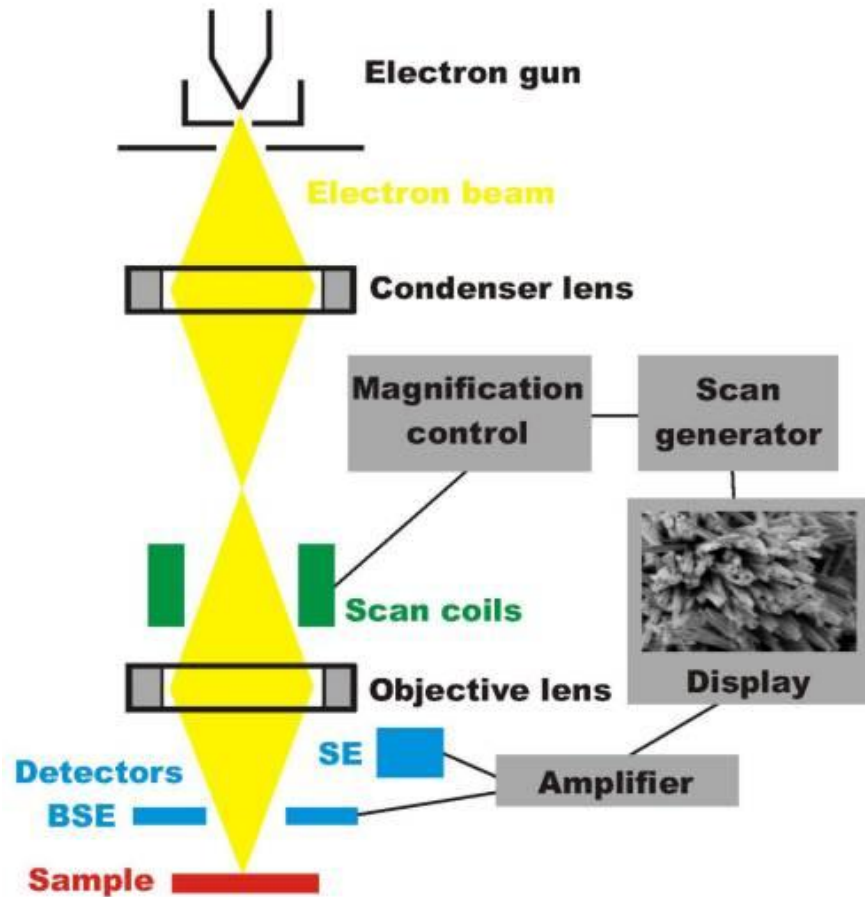 Electron gun
Electron beam
Condenser lens
Magnification
control
Scan
generator
Scan coils
Objective lens
Display
SE
Detectors
BSE
Amplifier
Sample